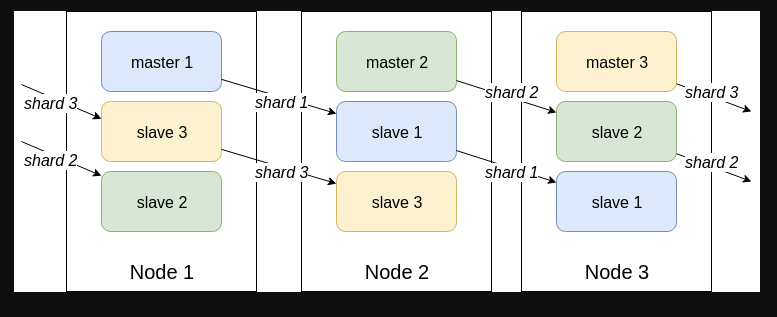 master 1
master 2
master 3
shard 3
shard 1
shard 2
shard 3
slave 3
slave 1
slave 2
shard 2
shard 3
shard 1
shard 2
slave 2
slave 3
slave 1
Node 1
Node 2
Node 3